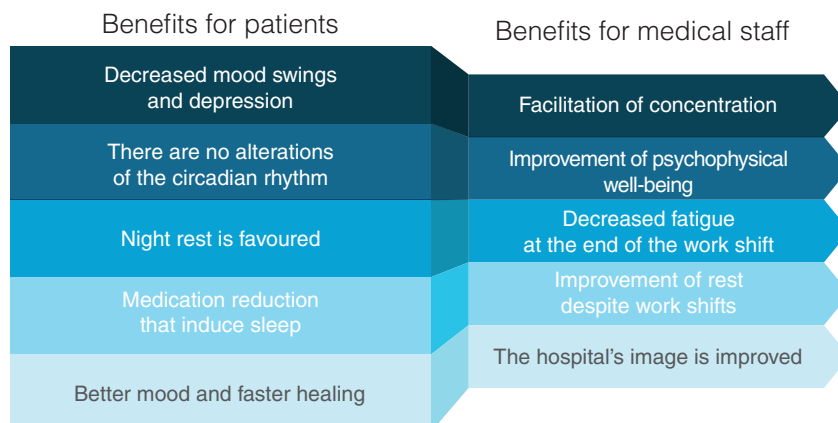 Benefits for patients
Decreased mood swings
and depression
There are no alterations
of the circadian rhythm
Night rest is favoured
Medication reduction
that induce sleep
Better mood and faster healing
Benefits for medical staff
Facilitation of concentration
Improvement of psychophysical
well-being
Decreased fatigue
at the end of the work shift
Improvement of rest
despite work shifts
The hospital's image is improved